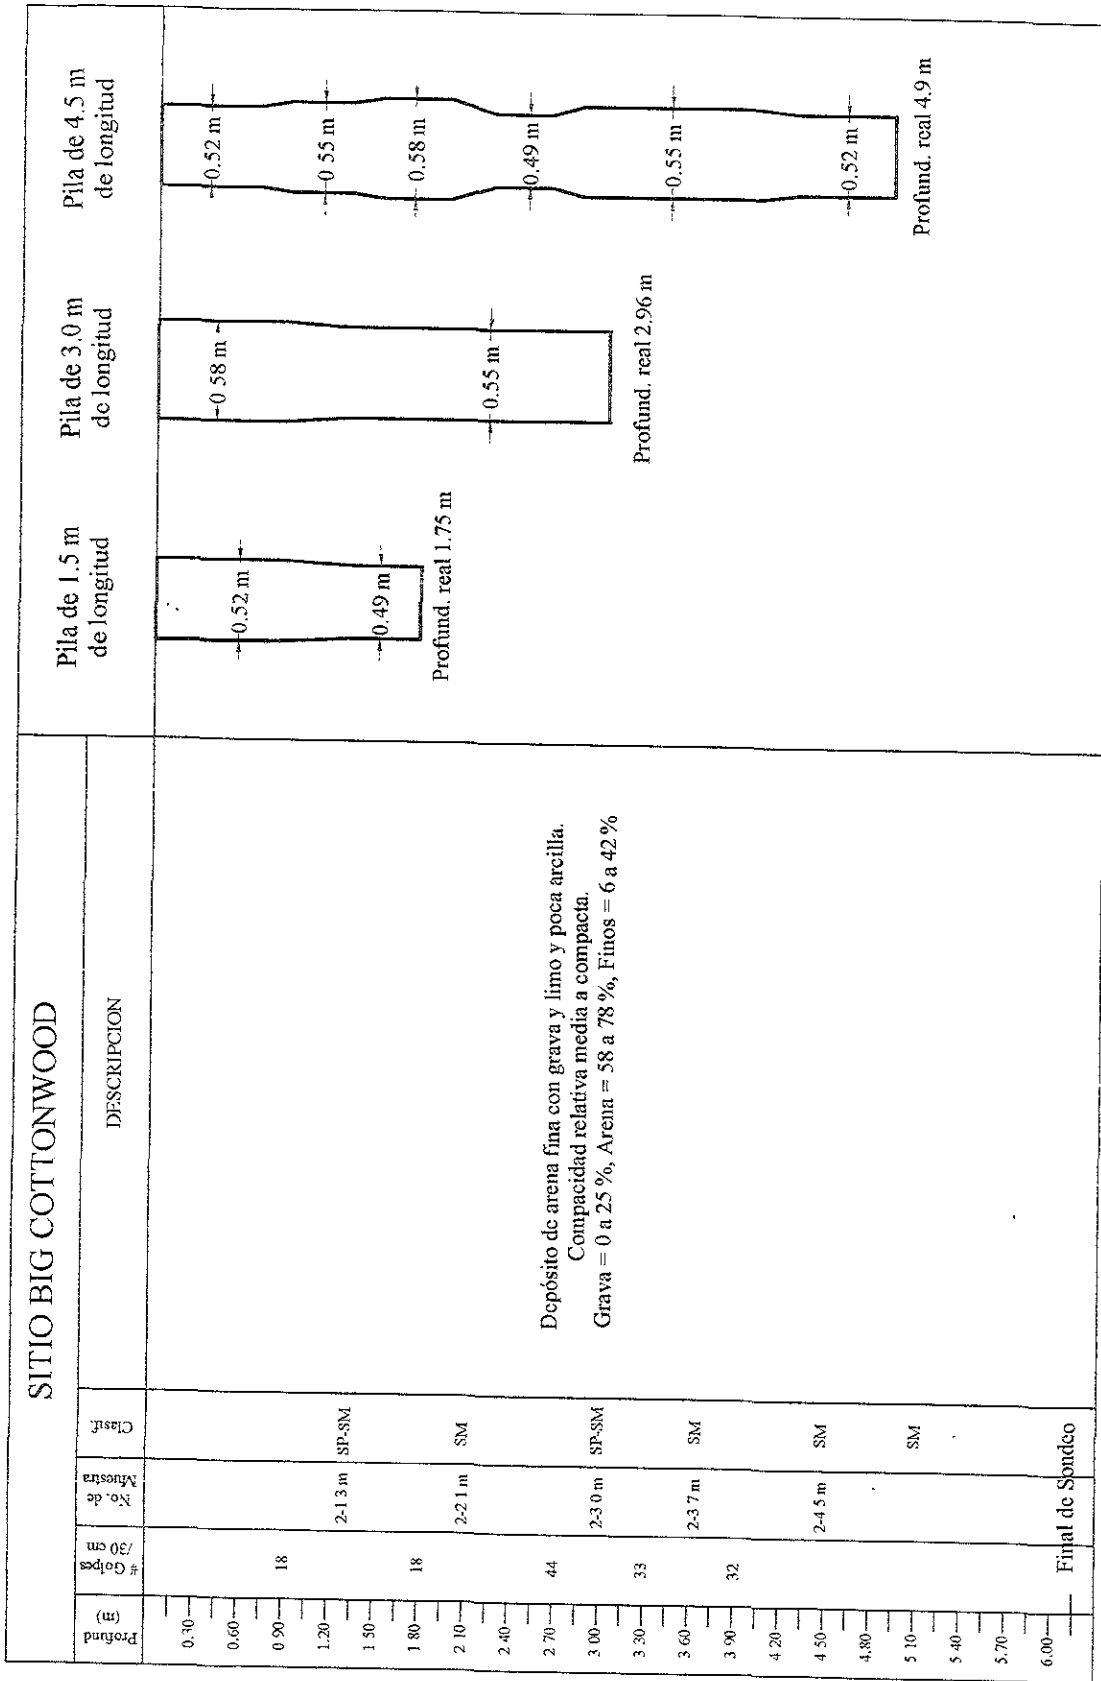 SITIO BIG COTTONWOOD
Profund
(m)
# Golpes
/30 cm
No. de
Muestra
Clasif.
DESCRIPCION
Pila de 1.5 m
de longitud
Pila de 3.0 m
de longitud
Pila de 4.5 m
de longitud
0.30
0.60
0 90
1.20
1 50
1 80
2 10
2 40
2 70
3 00
3 30
3 60
3 90
4 20
4 50
4.80
5 10
5 40
5.70
6.00
18
18
44
33
32
2-1 3 m
2-2 1 m
2-3 0 m
2-3 7 m
2-4 5 m
SP-SM
SM
SP-SM
SM
SM
SM
Final de Sondeo
Depósito de arena fina con grava y limo y poca arcilla.
Compacidad relativa media a compacta.
Grava = 0 a 25 %, Arena = 58 a 78 %, Finos = 6 a 42 %
0.52 m
0.49 m
Profund. real 1.75 m
0 58 m
0.55 m
Profund. real 2.96 m
0.52 m
0 55 m
0.58 m
0.49 m
0.55 m
0.52 m
Profund. real 4.9 m